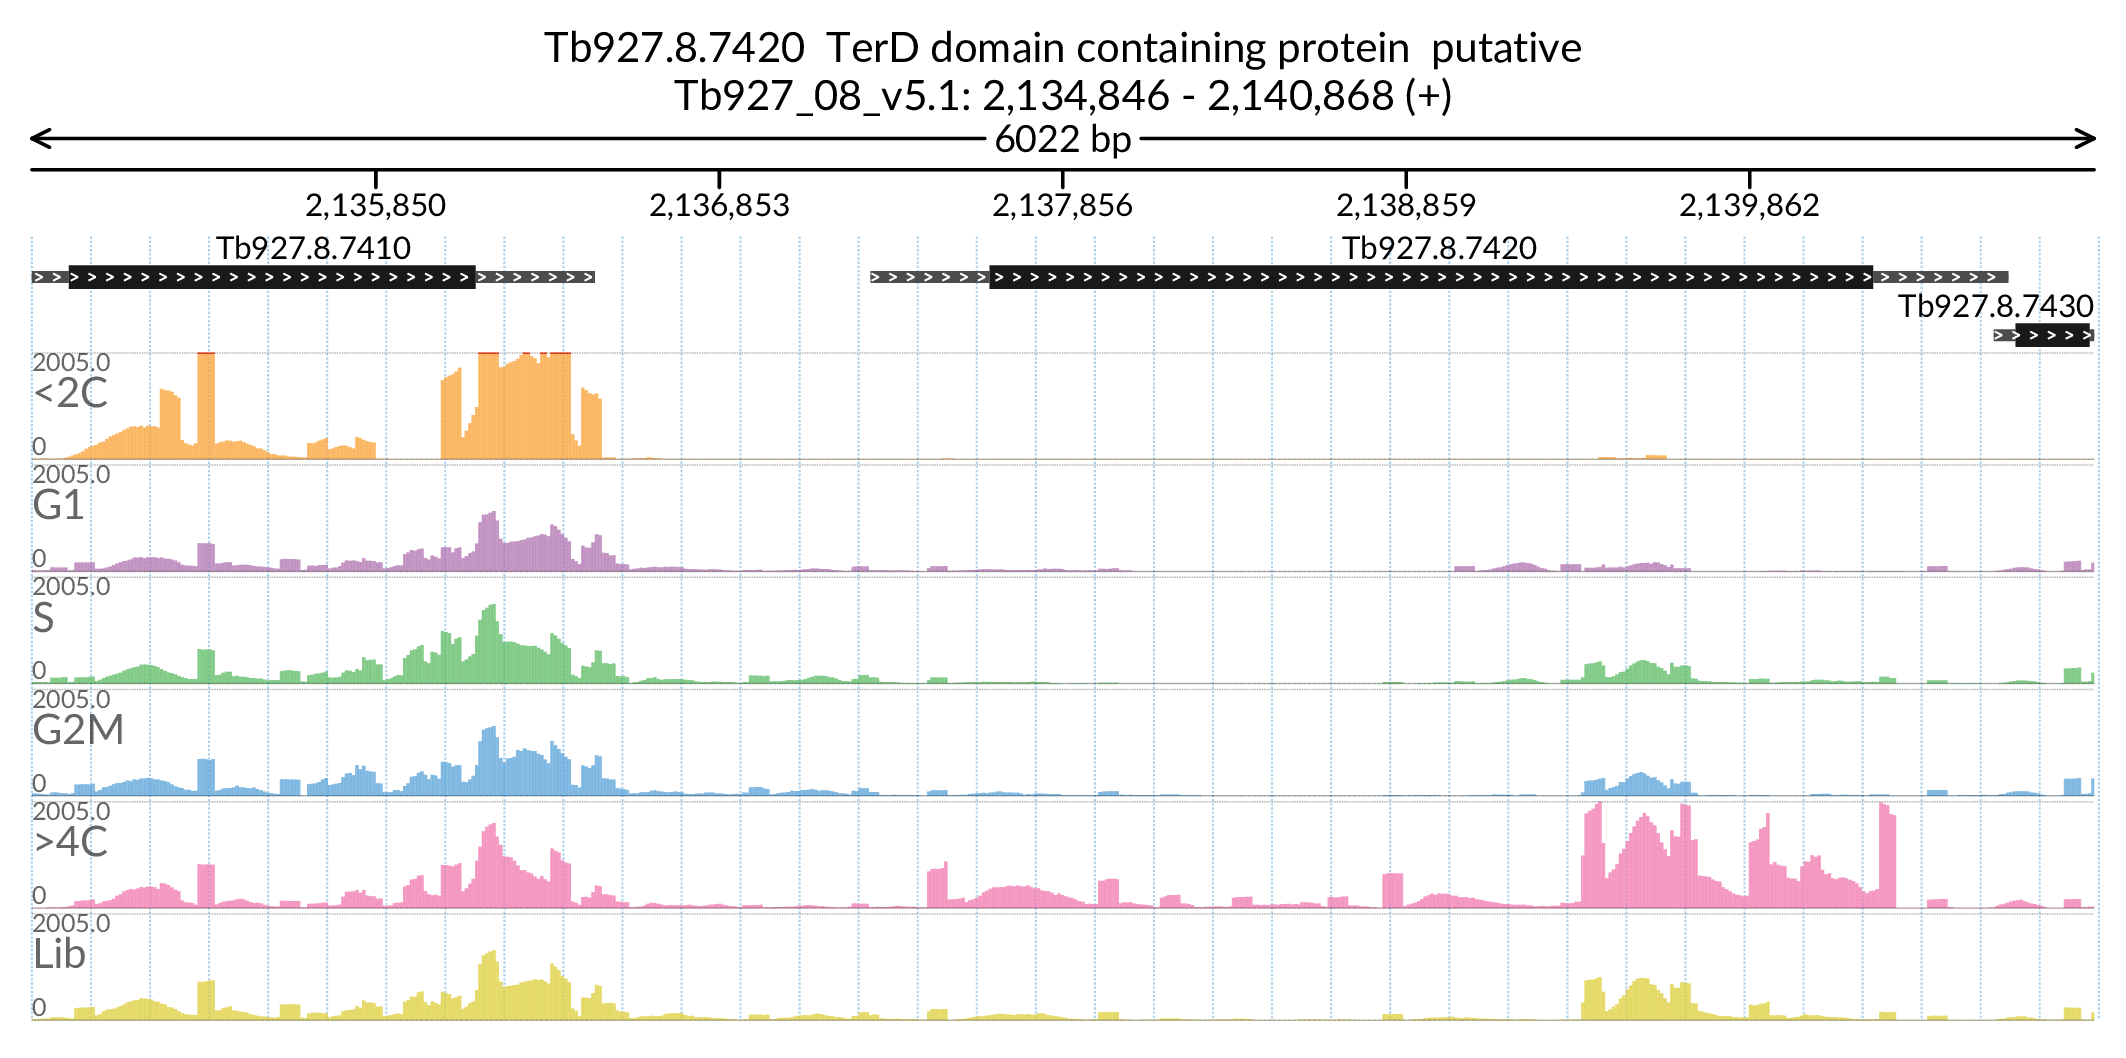 Tb927.8.7420  TerD domain containing protein  putative
Tb927_08_v5.1: 2,134,846 - 2,140,868 (+)
6022 bp
2,135,850 2,136,853 2,137,856 2,138,859 2,139,862
Tb927.8.7410 Tb927.8.7420
Tb927.8.7430
2005.0
<2C
0
2005.0
G1
0
2005.0
S
0
2005.0
G2M
0
2005.0
>4C
0
2005.0
Lib
0